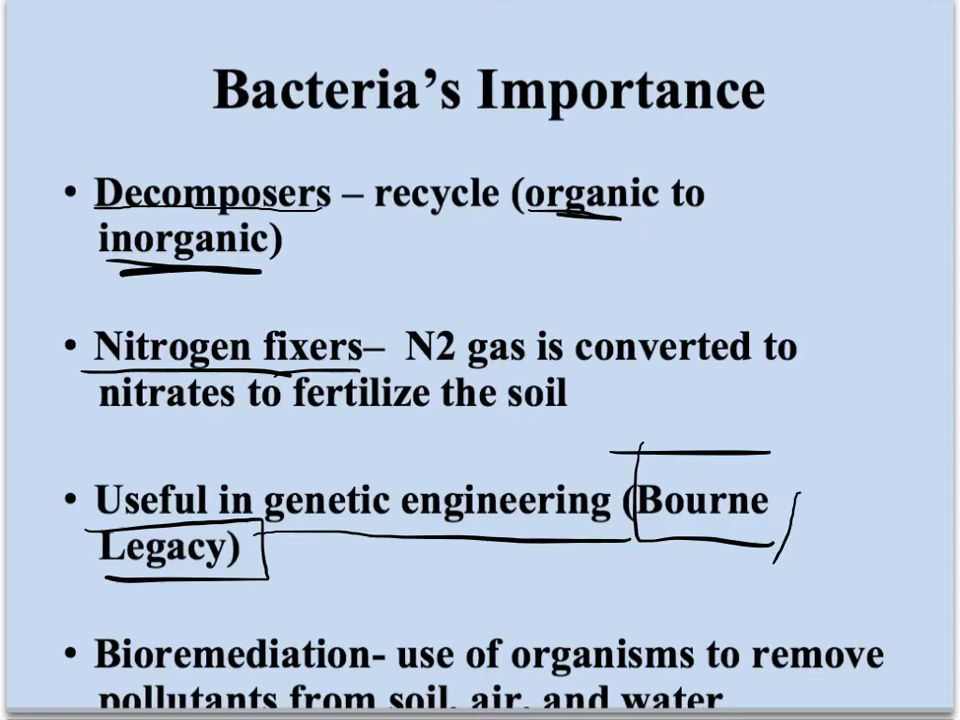 Bacteria's Importance
• Decomposers – recycle (organic to
inorganic)
• Nitrogen fixers– N2 gas is converted to
nitrates to fertilize the soil
• Useful in genetic engineering (Bourne
Legacy)
• Bioremediation- use of organisms to remove
pollutants from soil, air, and water